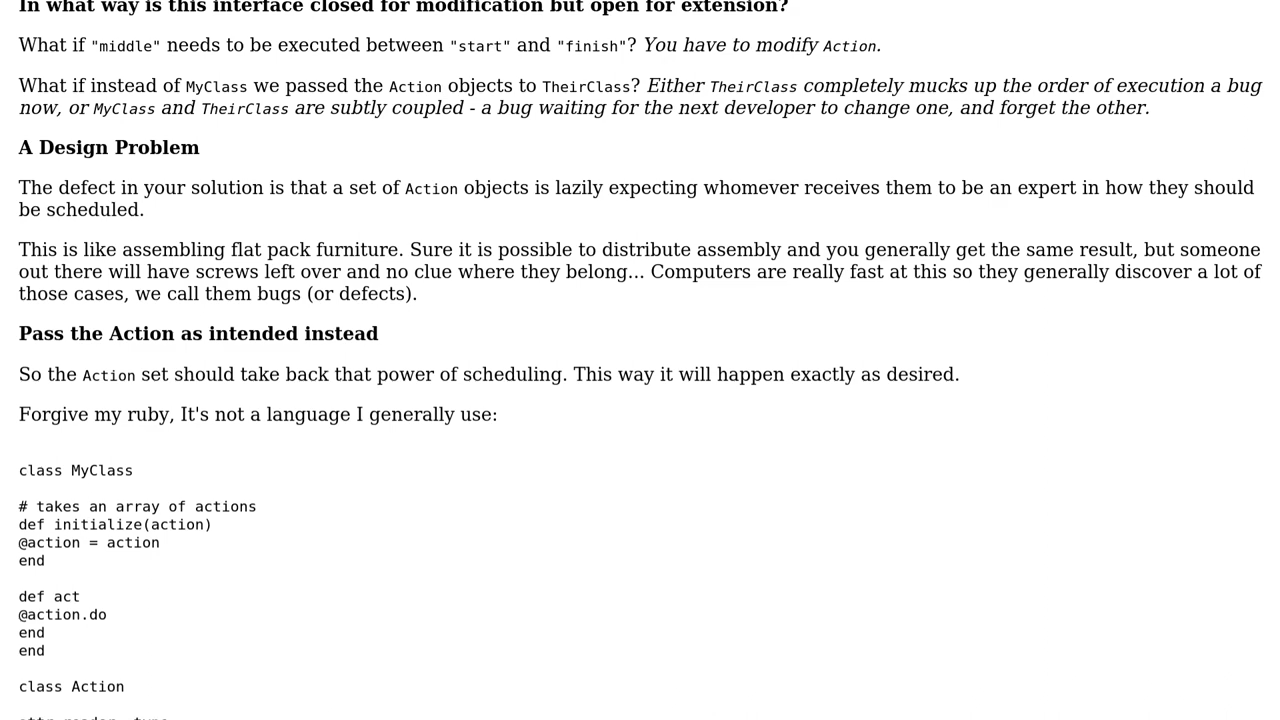 In what way is this interface closed for modification but open for extension?
What if "middle" needs to be executed between "start" and "finish"? You have to modify Action.
What if instead of MyClass we passed the Action objects to TheirClass? Either TheirClass completely mucks up the order of execution a bug
now, or MyClass and TheirClass are subtly coupled - a bug waiting for the next developer to change one, and forget the other.
A Design Problem
The defect in your solution is that a set of Action objects is lazily expecting whomever receives them to be an expert in how they should
be scheduled.
This is like assembling flat pack furniture. Sure it is possible to distribute assembly and you generally get the same result, but someone
out there will have screws left over and no clue where they belong... Computers are really fast at this so they generally discover a lot of
those cases, we call them bugs (or defects).
Pass the Action as intended instead
So the Action set should take back that power of scheduling. This way it will happen exactly as desired.
Forgive my ruby, It's not a language I generally use:
class MyClass
# takes an array of actions
def initialize(action)
@action = action
end
def act
@action.do
end
end
class Action